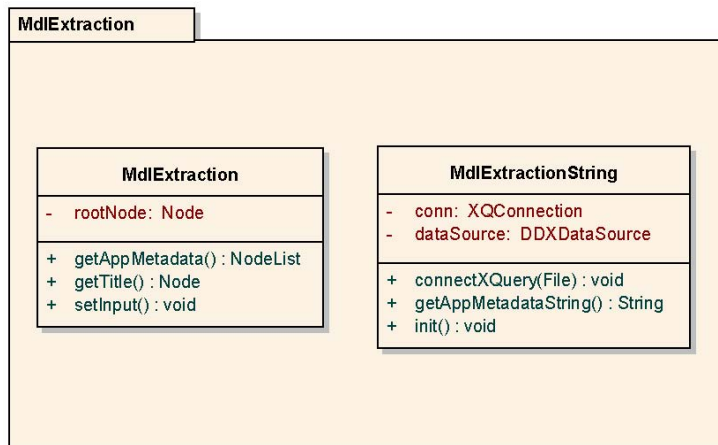 MdlExtraction
MdlExtraction
- rootNode: Node
+ getAppMetadata() : NodeList
+ getTitle() : Node
+ setInput() : void
MdlExtractionString
- conn: XQConnection
- dataSource: DDXDataSource
+ connectXQuery(File) : void
+ getAppMetadataString() : String
+ init() : void